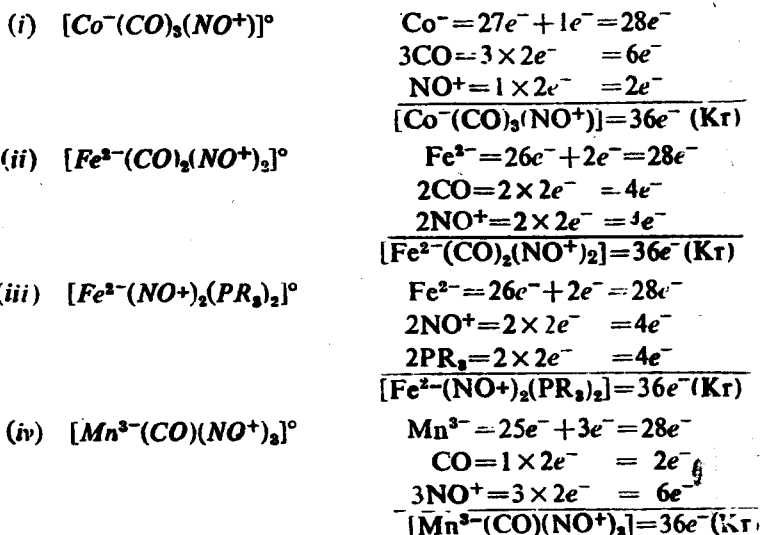 (i) [Co⁻(CO)₃(NO⁺)]° Co⁻=27e⁻+1e⁻=28e⁻
3CO=3×2e⁻ =6e⁻
NO⁺=1×2e⁻ =2e⁻
[Co⁻(CO)₃(NO⁺)]=36e⁻ (Kr)
(ii) [Fe²⁻(CO)₂(NO⁺)₂]° Fe²⁻=26e⁻+2e⁻=28e⁻
2CO=2×2e⁻ =4e⁻
2NO⁺=2×2e⁻ =4e⁻
[Fe²⁻(CO)₂(NO⁺)₂]=36e⁻(Kr)
(iii) [Fe²⁻(NO+)₂(PR₃)₂]° Fe²⁻=26e⁻+2e⁻=28e⁻
2NO⁺=2×2e⁻ =4e⁻
2PR₃=2×2e⁻ =4e⁻
[Fe²⁻(NO+)₂(PR₃)₂]=36e⁻(Kr)
(iv) [Mn³⁻(CO)(NO⁺)₃]° Mn³⁻=25e⁻+3e⁻=28e⁻
CO=1×2e⁻ = 2e⁻
3NO⁺=3×2e⁻ = 6e⁻
[Mn³⁻(CO)(NO⁺)₃]=36e⁻(Kr)